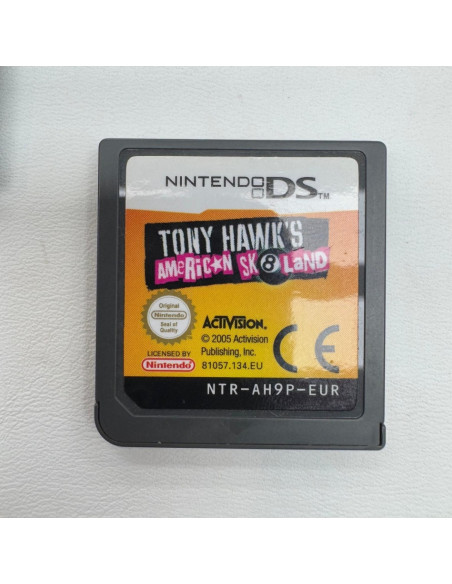 NINTENDO DS™
TONY HAWK'S
AMERICAN SK8LAND
Original
Nintendo
Seal of
Quality
ACTIVISION.
© 2005 Activision
Publishing, Inc.
CE
LICENSED BY
Nintendo
81057.134.EU
NTR-AH9P-EUR